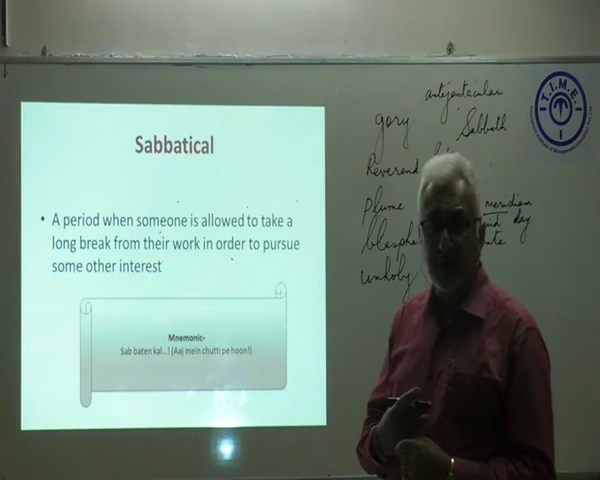 Sabbatical
• A period when someone is allowed to take a
long break from their work in order to pursue
some other interest
Mnemonic-
Sab baten kal...! (Aaj mein chutti pe hoon!)
antejentacular
gory
Sabbath
Reverend
Plume
meridian
day
blasphe
unholy
T.I.M.E.